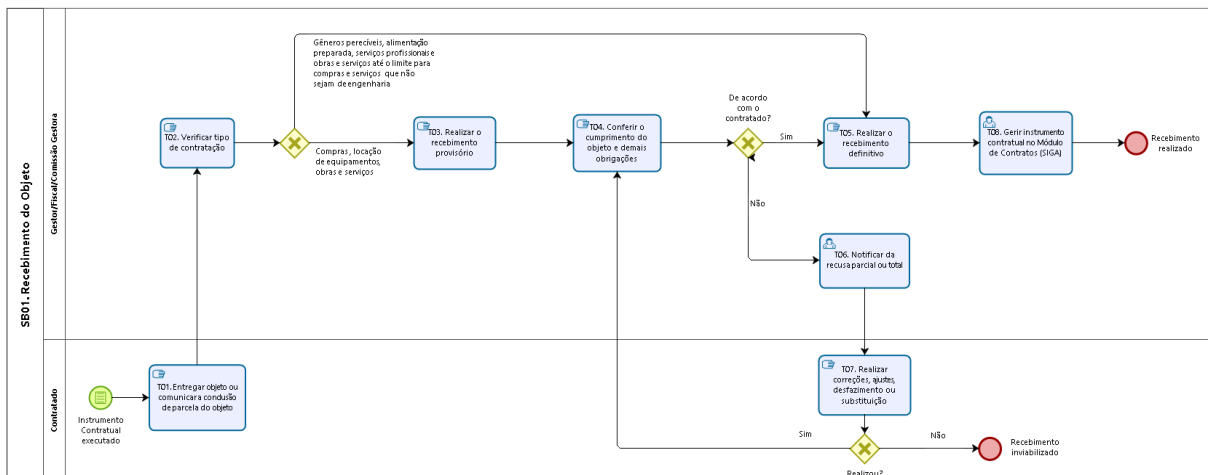 SB01. Recebimento do Objeto
Gestor/Fiscal/Comissão Gestora
Gêneros perecíveis, alimentação
preparada, serviços profissionais e
obras e serviços até o limite para
compras e serviços que não
sejam de engenharia
T02. Verificar tipo
de contratação
Compras, locação
de equipamentos,
obras e serviços
T03. Realizar o
recebimento
provisório
T04. Conferir o
cumprimento do
objeto e demais
obrigações
De acordo
com o
contratado?
Sim
Não
T05. Realizar o
recebimento
definitivo
T08. Gerir instrumento
contratual no Módulo
de Contratos (SIGA)
Recebimento
realizado
T06. Notificar da
recusa parcial ou total
Contratado
Instrumento
Contratual
executado
T01. Entregar objeto ou
comunicar a conclusão
de parcela do objeto
T07. Realizar
correções, ajustes,
desfazimento ou
substituição
Sim
Não
Realizou?
Recebimento
inviabilizado